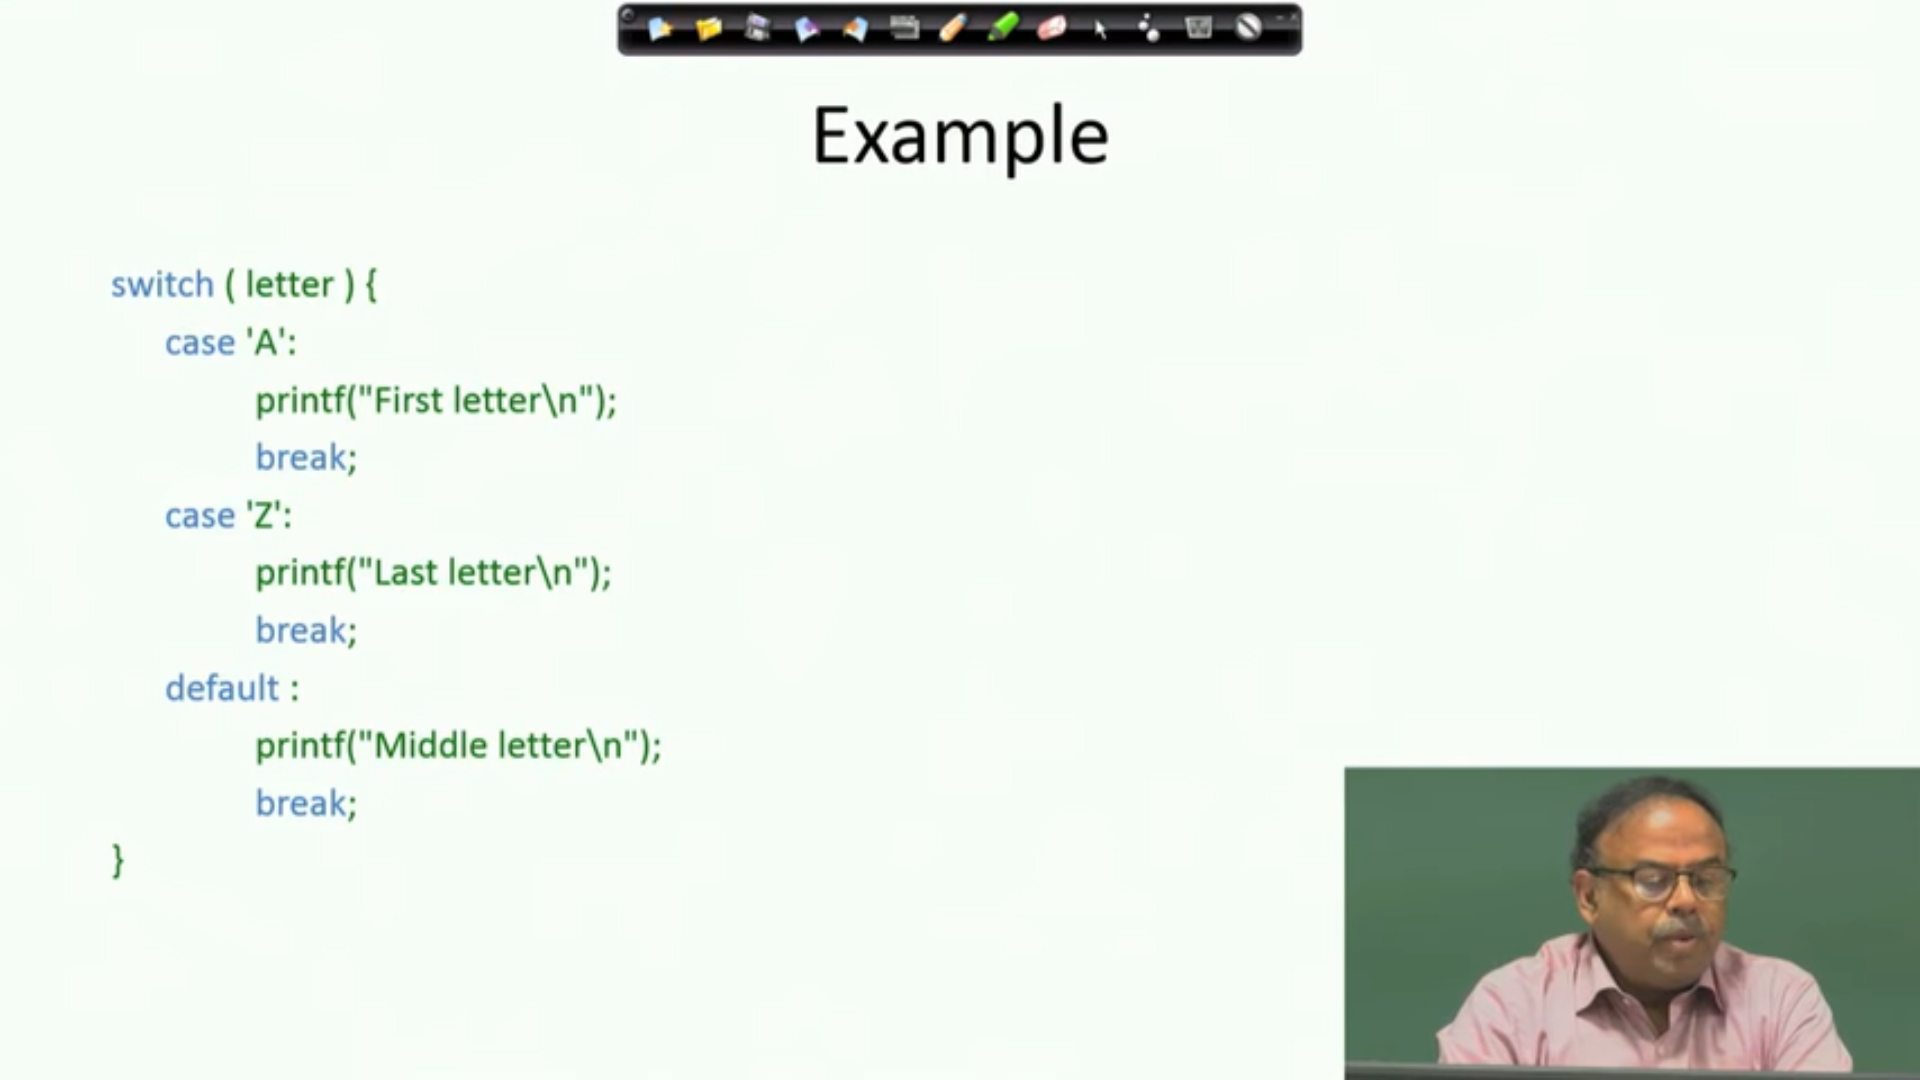 Example
switch ( letter ) {
case 'A':
printf("First letter\n");
break;
case 'Z':
printf("Last letter\n");
break;
default :
printf("Middle letter\n");
break;
}